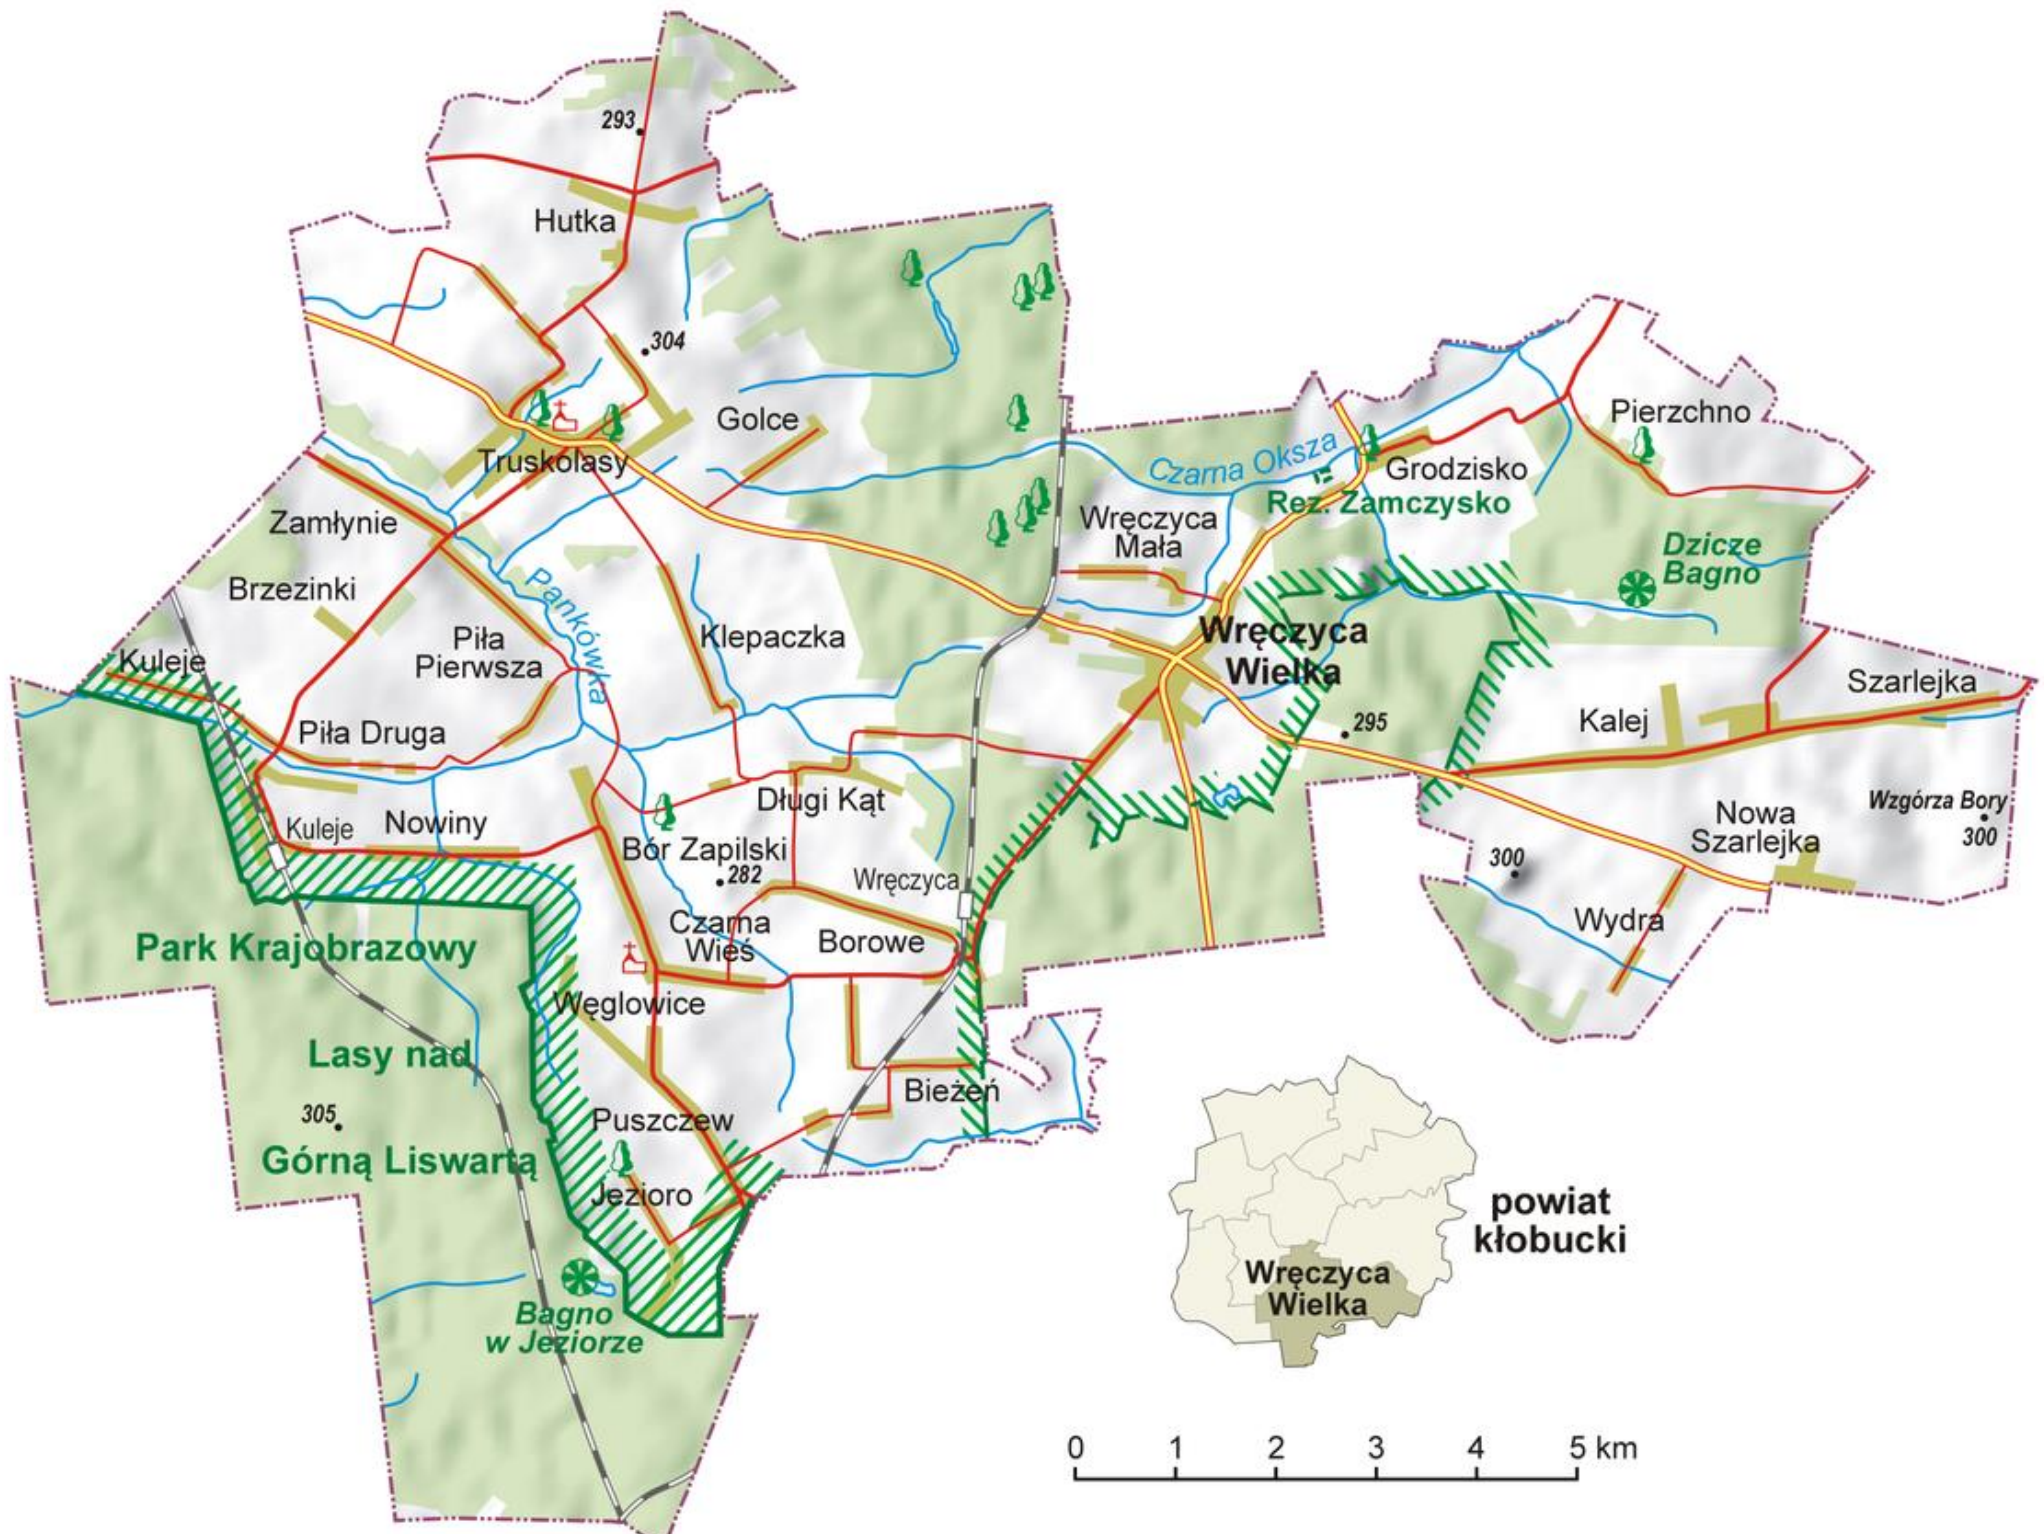 293
Hutka
304
Golce
Truskolasy
Zamłynie
Brzezinki
Pankówka
Piła
Pierwsza
Klepaczka
Kuleje
Piła Druga
Kuleje
Nowiny
Długi Kąt
Bór Zapilski
282
Wręczyca
Czarna
Wieś
Borowe
Węglowice
Park Krajobrazowy
Lasy nad
Górną Liswartą
305
Puszczew
Bieżeń
Jezioro
Bagno
w Jeziorze
Czarna Oksza
Wręczyca
Mała
Grodzisko
Rez. Zamczysko
Pierzchno
Dzicze
Bagno
Wręczyca
Wielka
295
Kalej
Szarlejka
Wzgórza Bory
300
Nowa
Szarlejka
300
Wydra
powiat
kłobucki
Wręczyca
Wielka
0 1 2 3 4 5 km